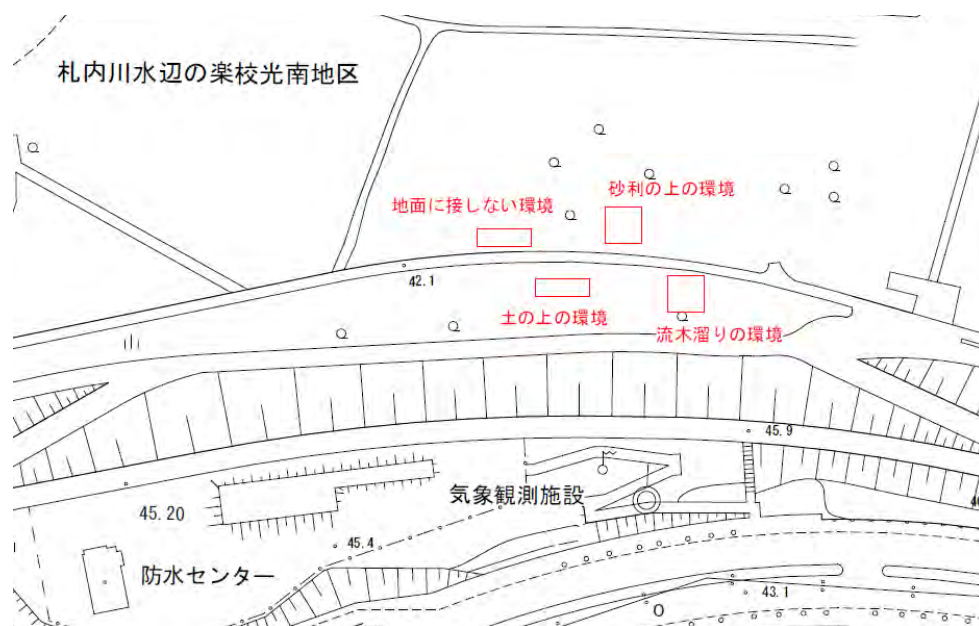 札内川水辺の楽校光南地区
砂利の上の環境
地面に接しない環境
42.1
土の上の環境
流木溜りの環境
45.9
気象観測施設
45.20
45.4
防水センター
43.1